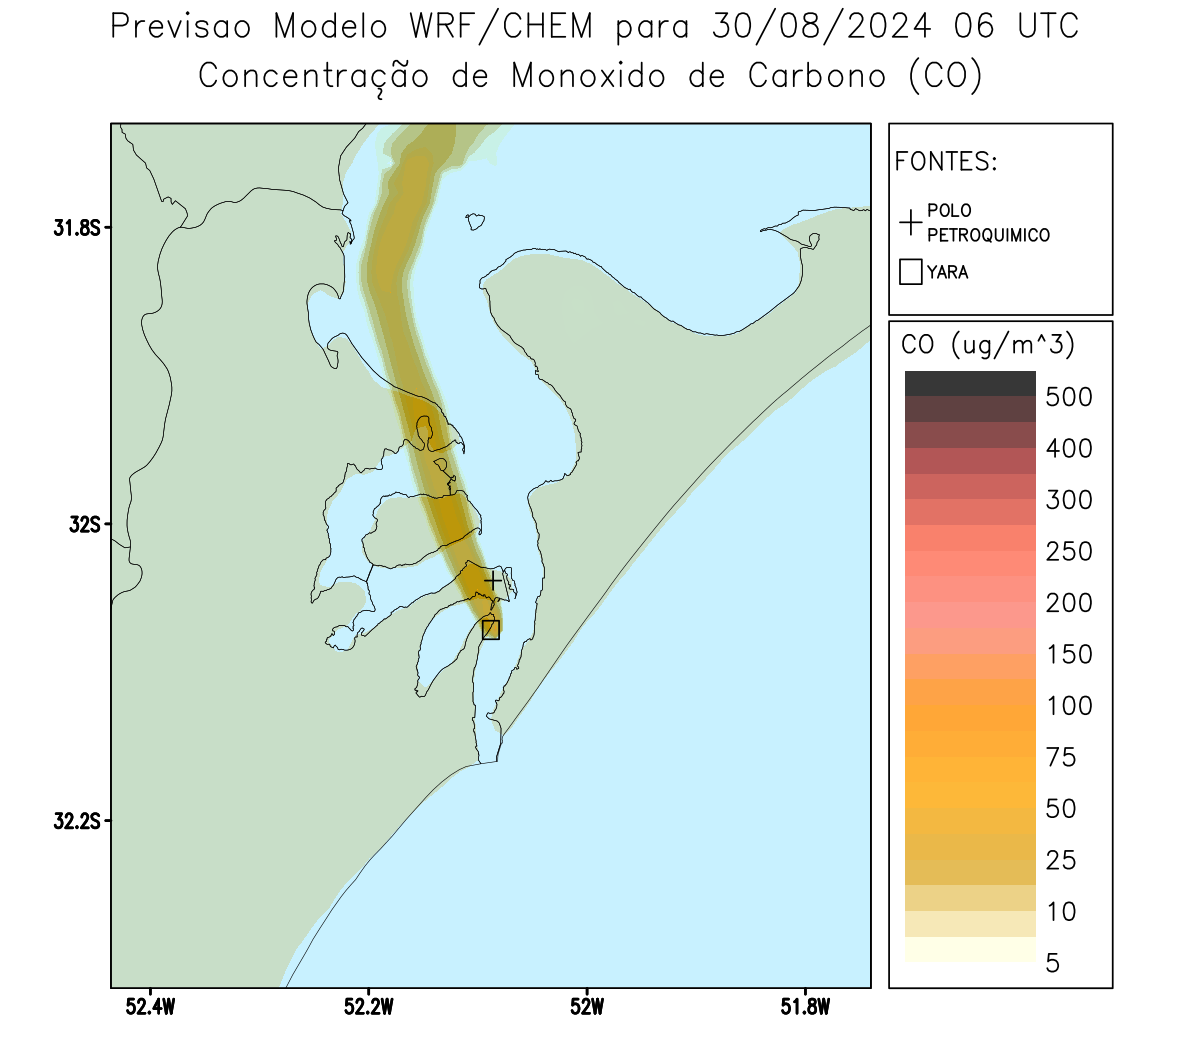 Previsao Modelo WRF/CHEM para 30/08/2024 06 UTC
Concentração de Monoxido de Carbono (CO)
FONTES:
POLO
PETROQUIMICO
YARA
CO (ug/m^3)
500
400
300
250
200
150
100
75
50
25
10
5
31.8S
32S
32.2S
52.4W
52.2W
52W
51.8W